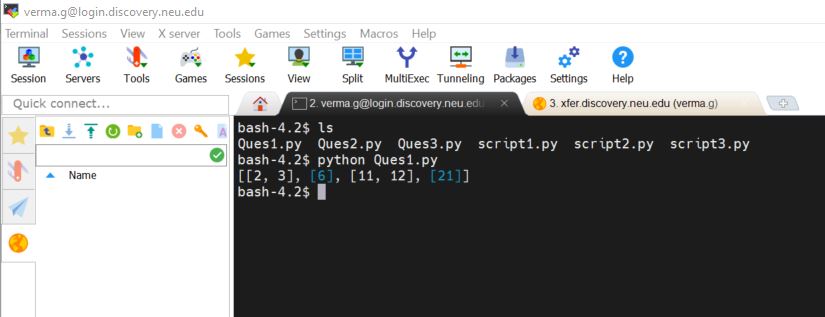 verma.g@login.discovery.neu.edu
Terminal Sessions View X server Tools Games Settings Macros Help
Session Servers Tools Games Sessions View Split MultiExec Tunneling Packages Settings Help
Quick connect...
2. verma.g@login.discovery.neu.edu
3. xfer.discovery.neu.edu (verma.g)
Name
bash-4.2$ ls
Ques1.py Ques2.py Ques3.py script1.py script2.py script3.py
bash-4.2$ python Ques1.py
[[2, 3], [6], [11, 12], [21]]
bash-4.2$